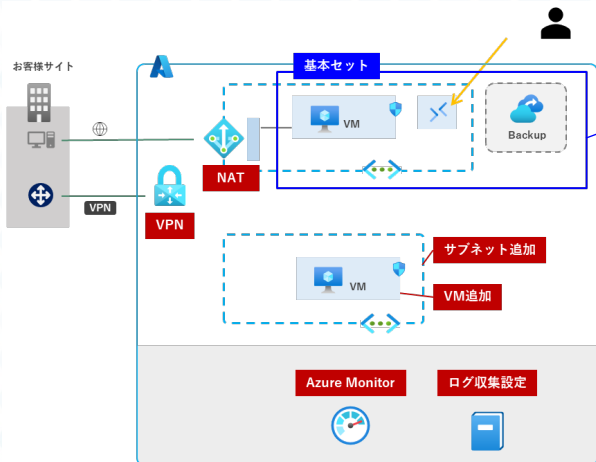 お客様サイト
基本セット
VM
Backup
NAT
VPN
VPN
サブネット追加
VM
VM追加
Azure Monitor
ログ収集設定